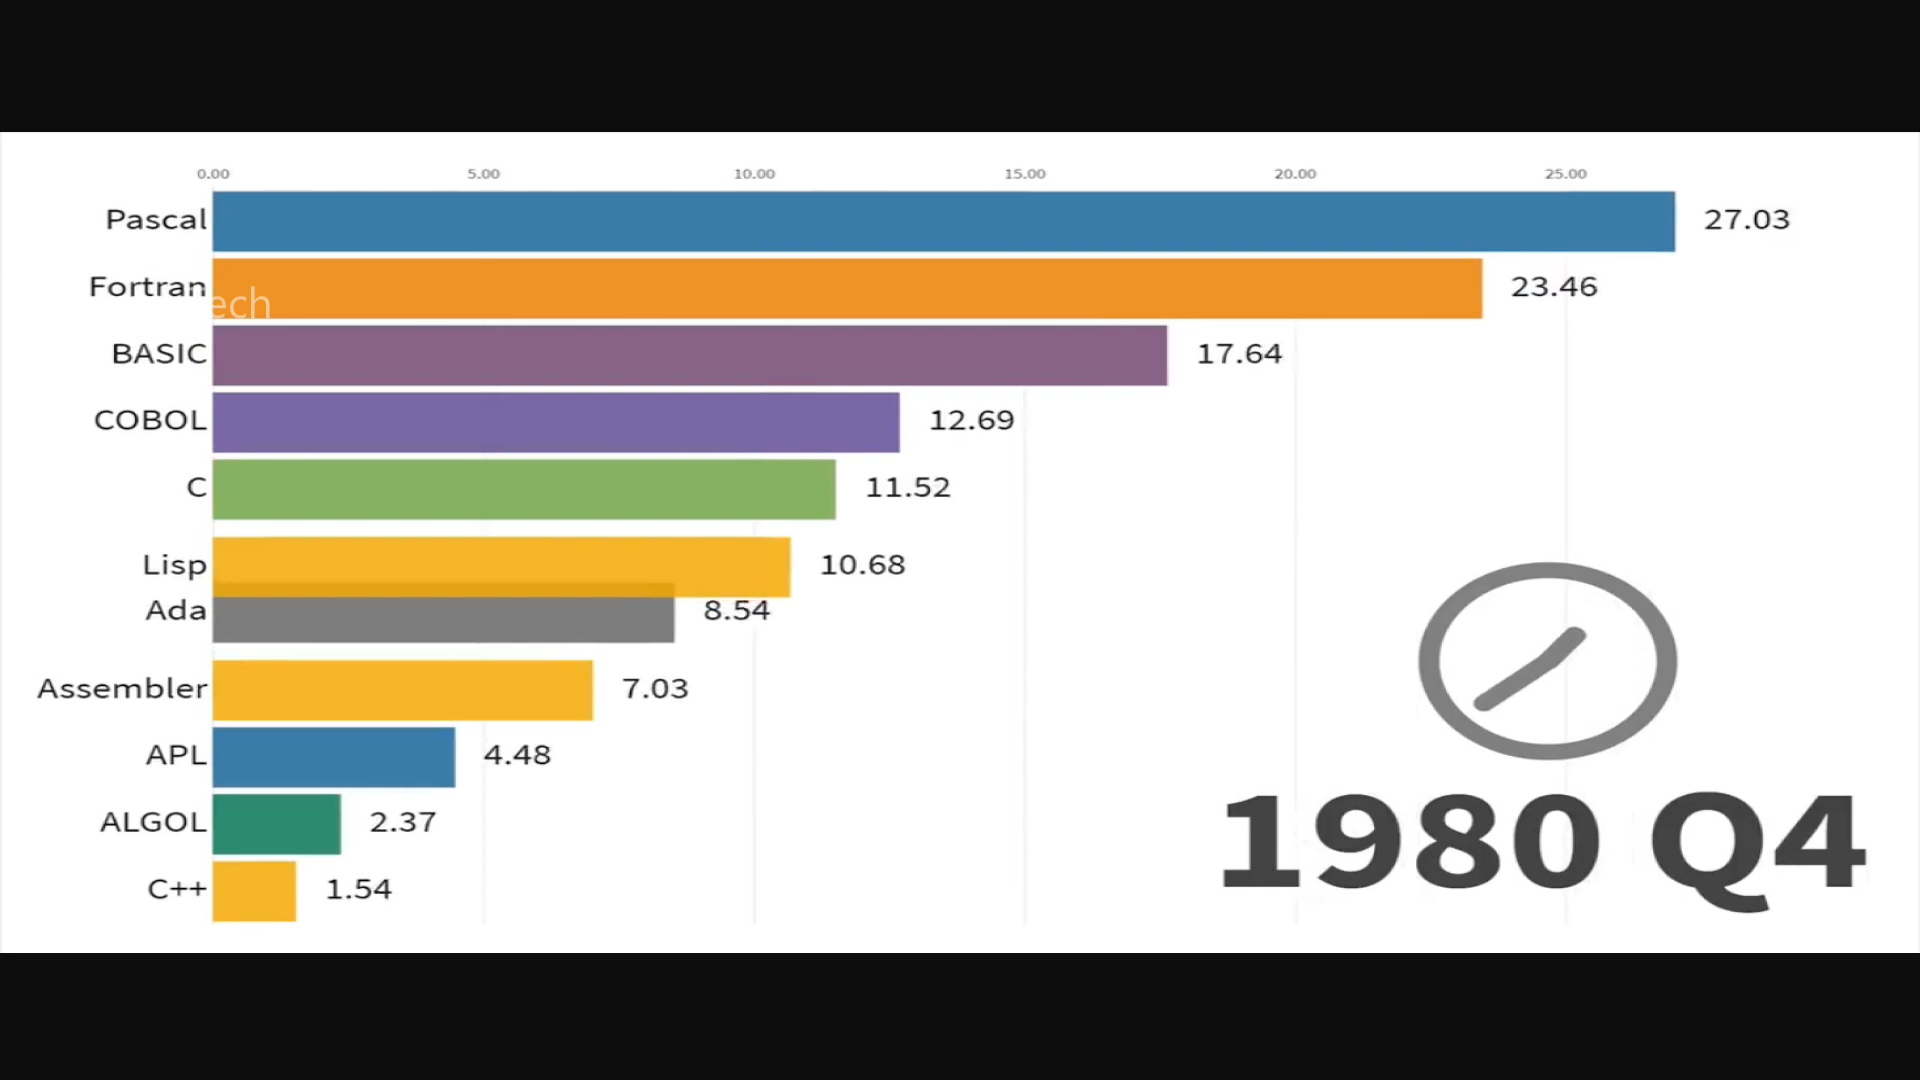 0.00 5.00 10.00 15.00 20.00 25.00
Pascal 27.03
Fortran 23.46
ech
BASIC 17.64
COBOL 12.69
C 11.52
Lisp 10.68
Ada 8.54
Assembler 7.03
APL 4.48
ALGOL 2.37
C++ 1.54
1980 Q4